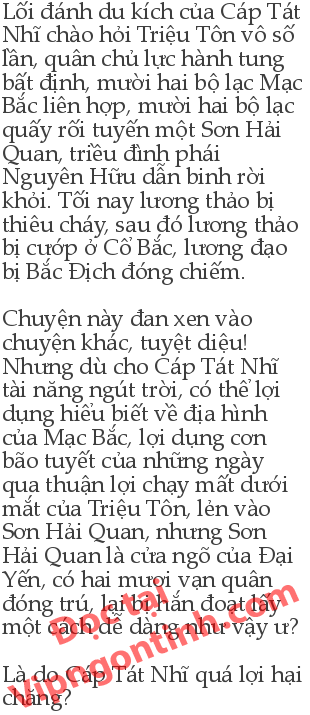 Lối đánh du kích của Cáp Tát
Nhĩ chào hỏi Triệu Tôn vô số
lần, quân chủ lực hành tung
bất định, mười hai bộ lạc Mạc
Bắc liên hợp, mười hai bộ lạc
quấy rối tuyến một Sơn Hải
Quan, triều đình phái
Nguyên Hữu dẫn binh rời
khỏi. Tối nay lương thảo bị
thiêu cháy, sau đó lương thảo
bị cướp ở Cổ Bắc, lương đạo
bị Bắc Địch đóng chiếm.

Chuyện này đan xen vào
chuyện khác, tuyệt diệu!
Nhưng dù cho Cáp Tát Nhĩ
tài năng ngút trời, có thể lợi
dụng hiểu biết về địa hình
của Mạc Bắc, lợi dụng cơn
bão tuyết của những ngày
qua thuận lợi chạy mất dưới
mắt của Triệu Tôn, lẻn vào
Sơn Hải Quan, nhưng Sơn
Hải Quan là cửa ngõ của Đại
Yến, có hai mươi vạn quân
đóng trú, lại bị hắn đoạt lấy
một cách dễ dàng như vậy ư?

Là do Cáp Tát Nhĩ quá lợi hại
chăng?
Đọc tại
Vipngontinh.com